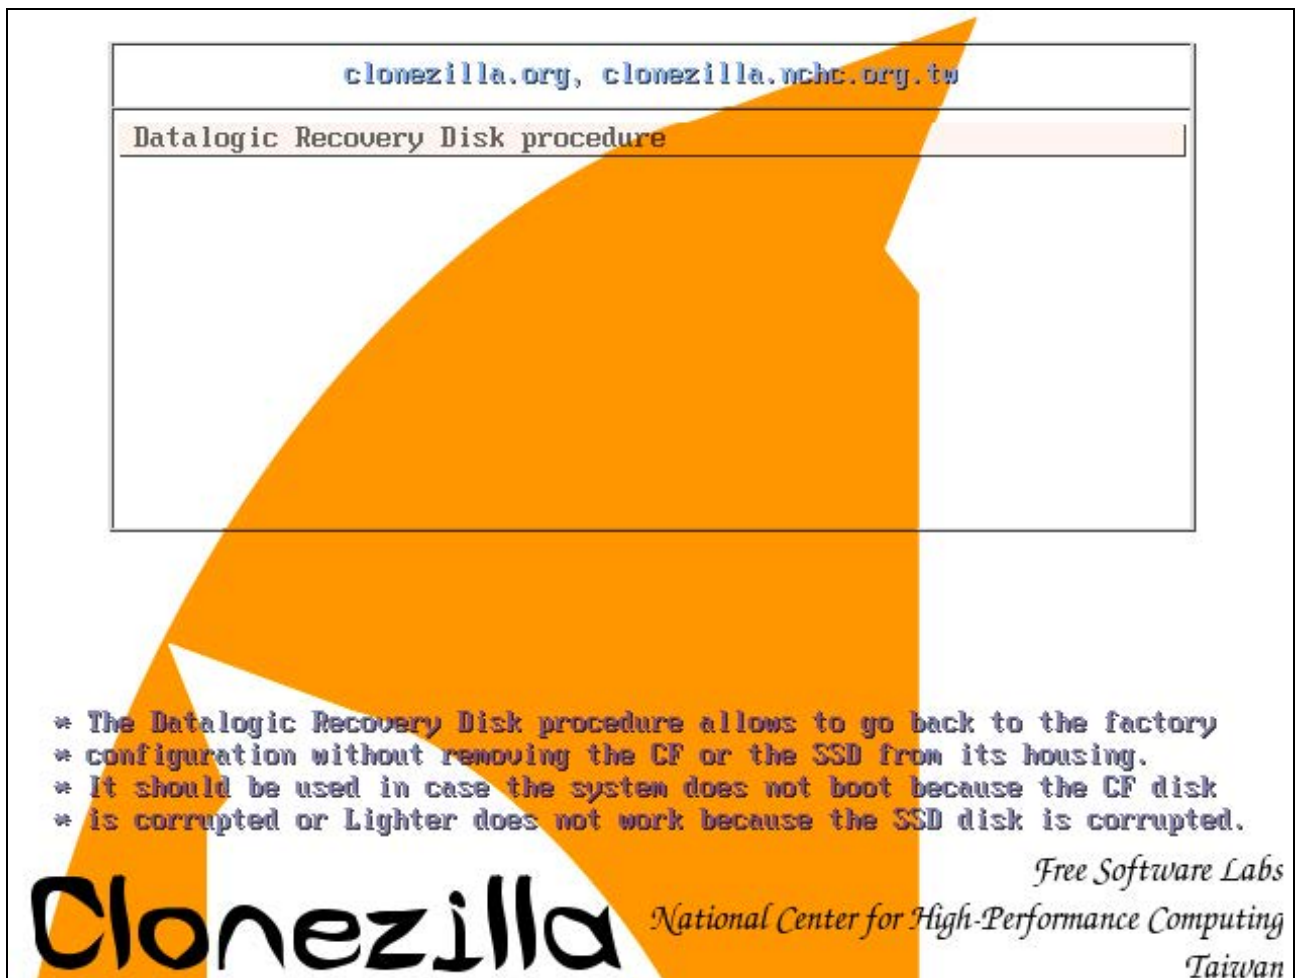 clonezilla.org, clonezilla.nchc.org.tw
Datalogic Recovery Disk procedure
* The Datalogic Recovery Disk procedure allows to go back to the factory
* configuration without removing the CF or the SSD from its housing.
* It should be used in case the system does not boot because the CF disk
* is corrupted or Lighter does not work because the SSD disk is corrupted.
Free Software Labs
Clonezilla National Center for High-Performance Computing
Taiwan